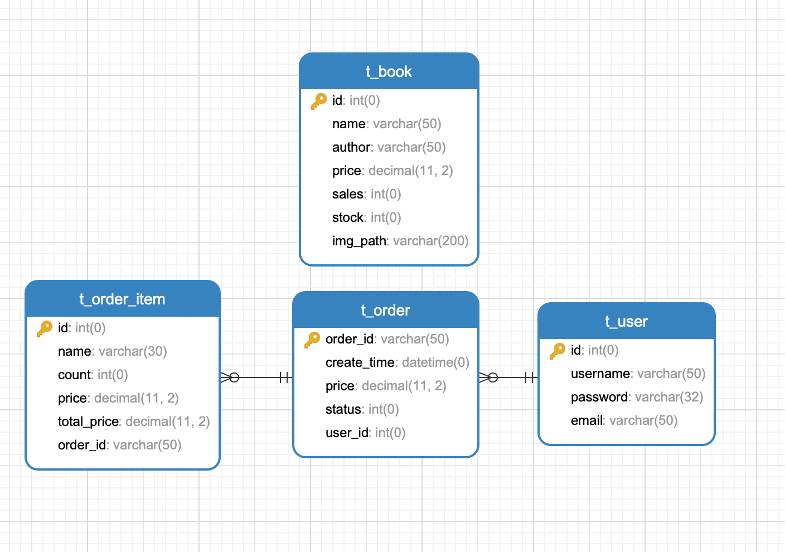 t_book
id: int(0)
name: varchar(50)
author: varchar(50)
price: decimal(11, 2)
sales: int(0)
stock: int(0)
img_path: varchar(200)
t_order_item
id: int(0)
name: varchar(30)
count: int(0)
price: decimal(11, 2)
total_price: decimal(11, 2)
order_id: varchar(50)
t_order
order_id: varchar(50)
create_time: datetime(0)
price: decimal(11, 2)
status: int(0)
user_id: int(0)
t_user
id: int(0)
username: varchar(50)
password: varchar(32)
email: varchar(50)